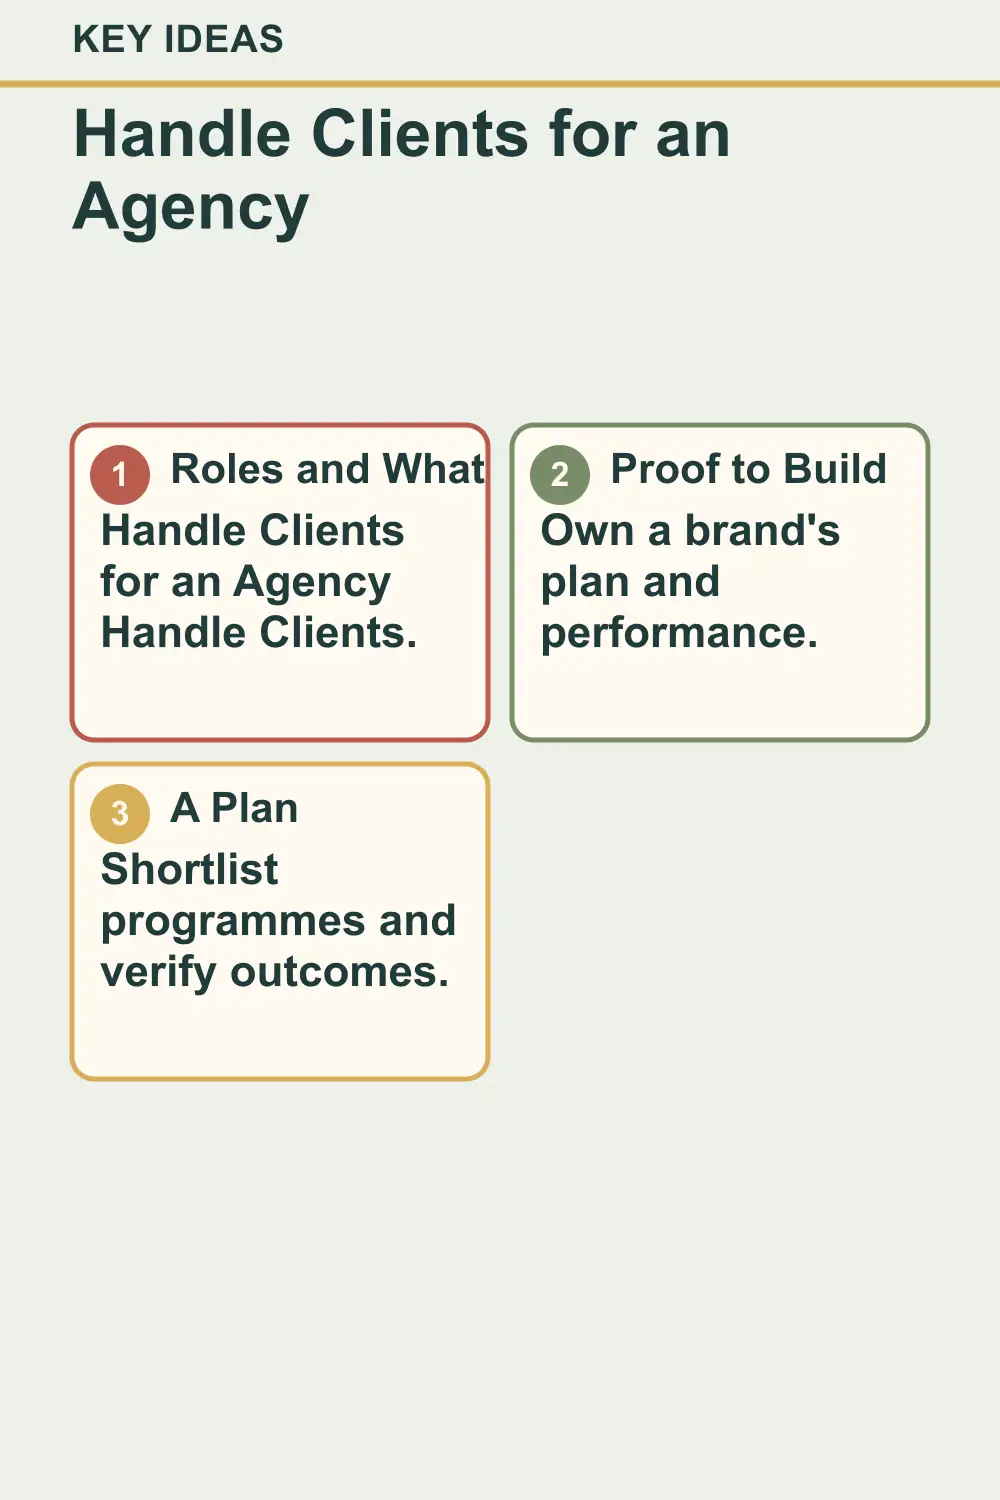 KEY IDEAS
Handle Clients for an
Agency
1 Roles and What
Handle Clients
for an Agency
Handle Clients.
2 Proof to Build
Own a brand's
plan and
performance.
3 A Plan
Shortlist
programmes and
verify outcomes.